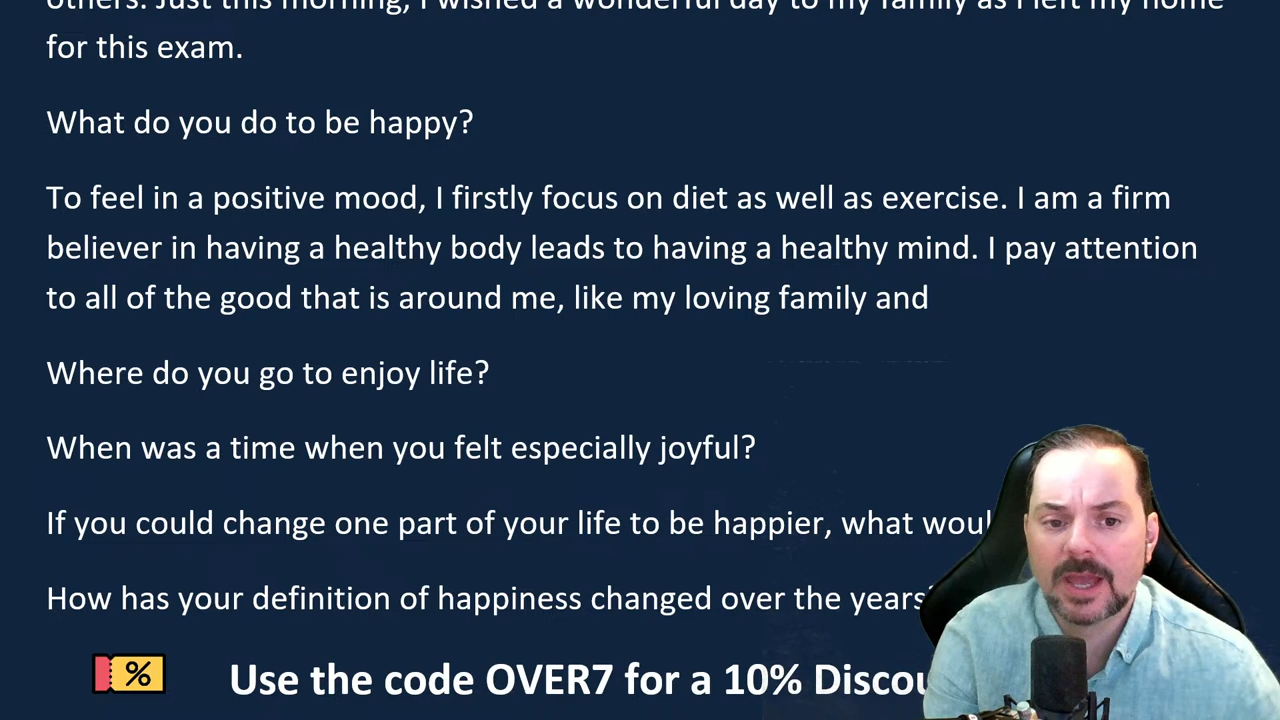 others. Just this morning, I wished a wonderful day to my family as I left my home
for this exam.
What do you do to be happy?
To feel in a positive mood, I firstly focus on diet as well as exercise. I am a firm
believer in having a healthy body leads to having a healthy mind. I pay attention
to all of the good that is around me, like my loving family and
Where do you go to enjoy life?
When was a time when you felt especially joyful?
If you could change one part of your life to be happier, what woul
How has your definition of happiness changed over the years?
% Use the code OVER7 for a 10% Discou